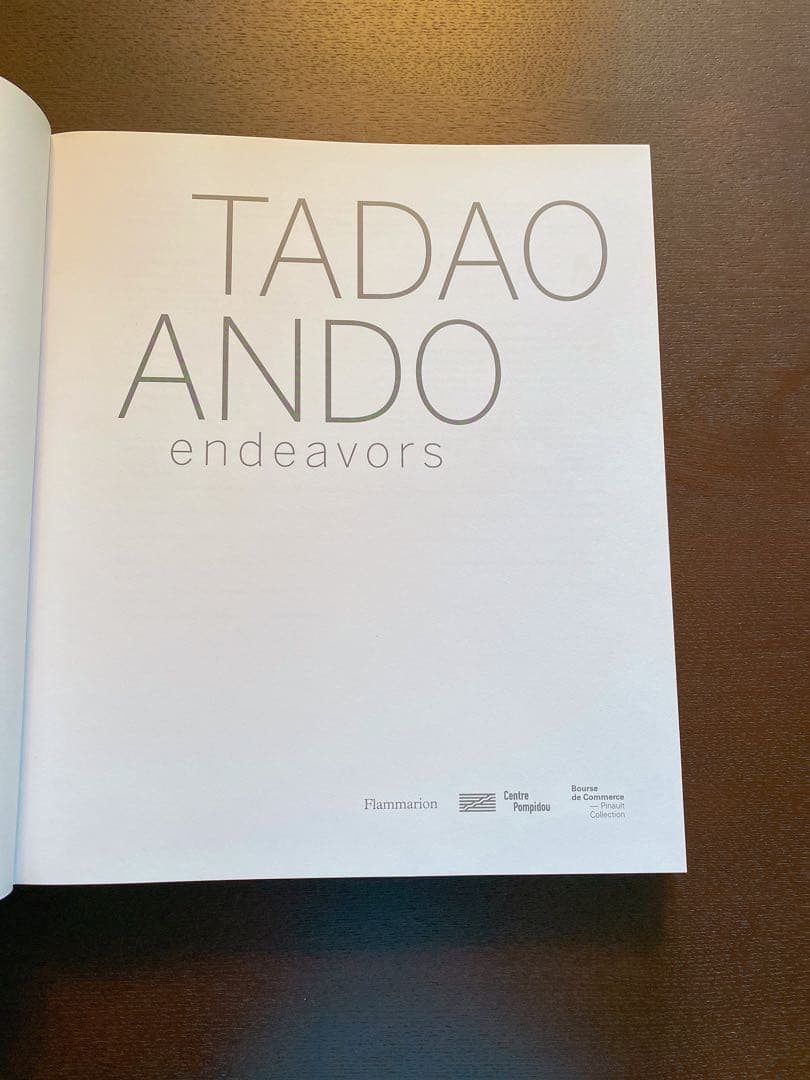 TADAO
ANDO
endeavors
Flammarion
Centre
Pompidou
Bourse
de Commerce
— Pinault
Collection